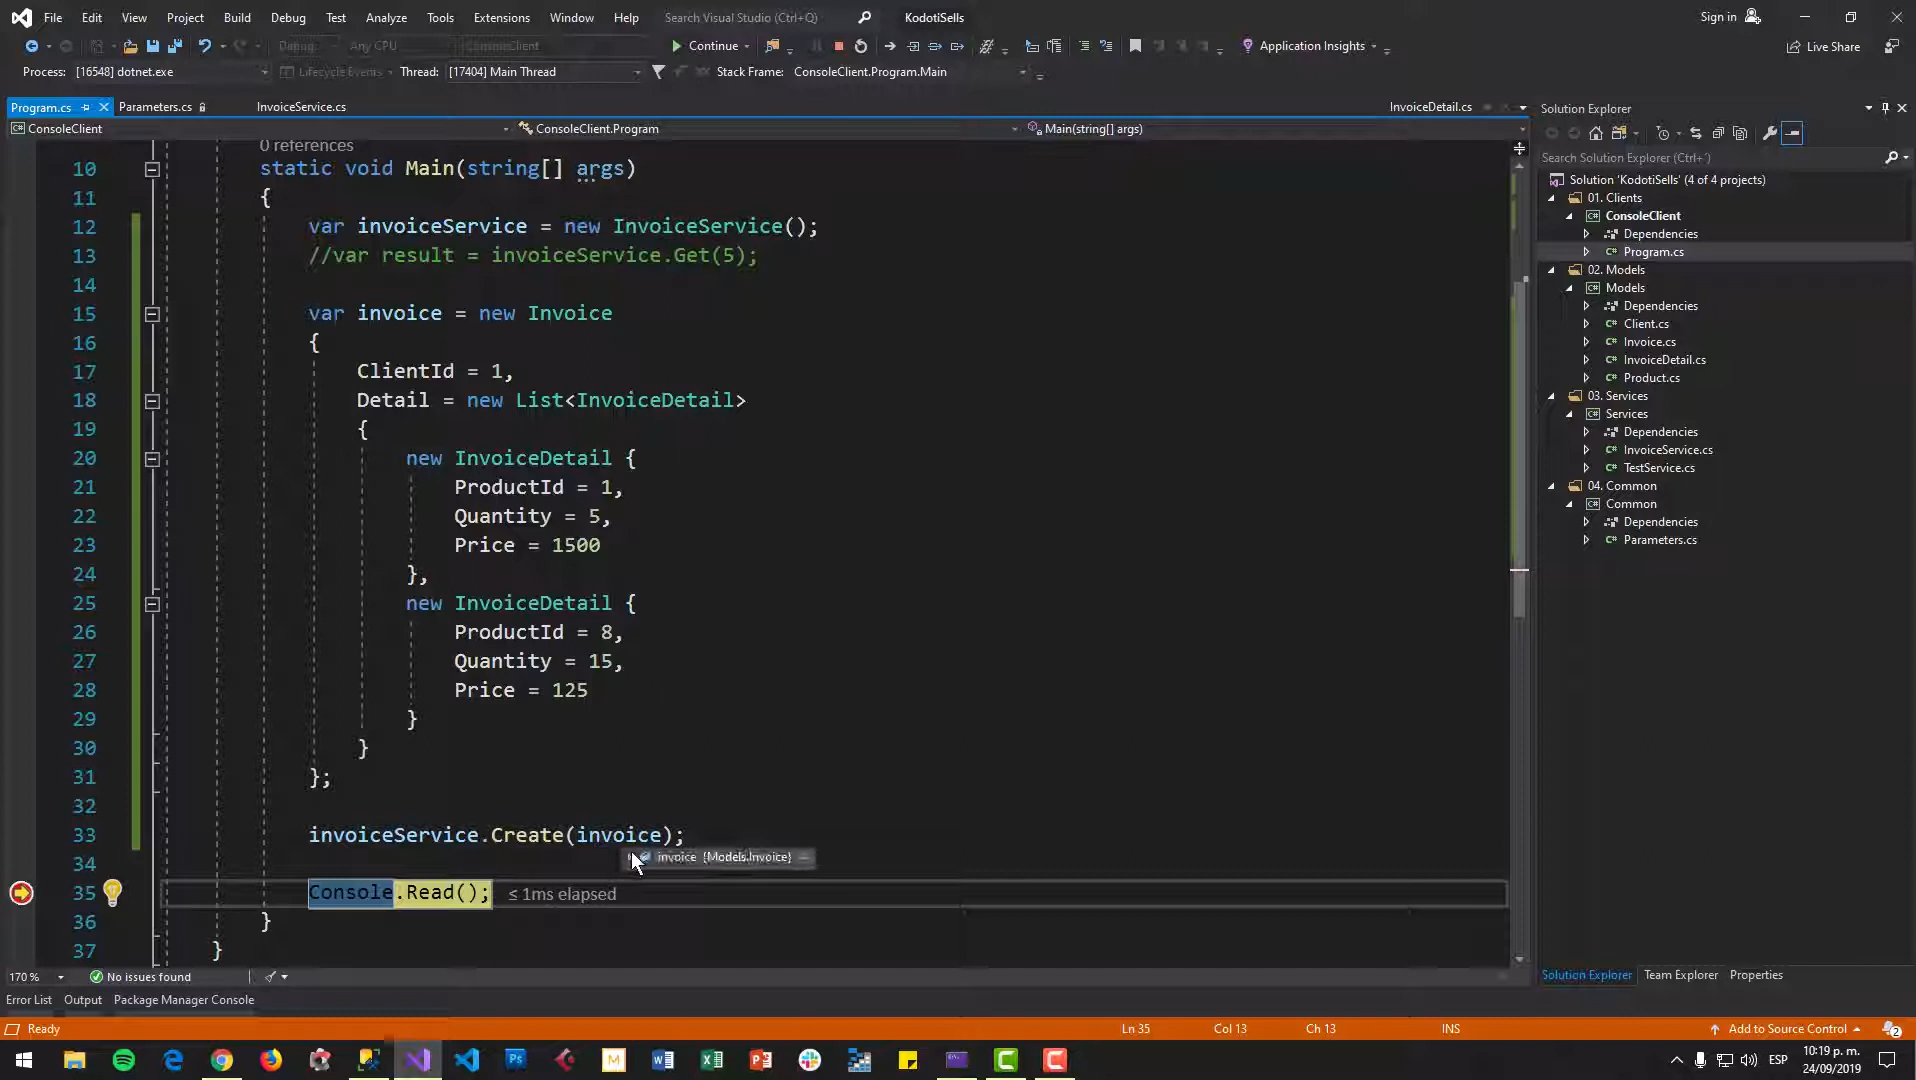 File Edit View Project Build Debug Test Analyze Tools Extensions Window Help Search Visual Studio (Ctrl+Q) KodotiSells Sign in
Debug Any CPU ConsoleClient Continue Application Insights Live Share
Process: [16548] dotnet.exe Lifecycle Events Thread: [17404] Main Thread Stack Frame: ConsoleClient.Program.Main
Program.cs Parameters.cs InvoiceService.cs InvoiceDetail.cs
ConsoleClient ConsoleClient.Program Main(string[] args)
0 references
10 static void Main(string[] args)
11 {
12 var invoiceService = new InvoiceService();
13 //var result = invoiceService.Get(5);
14
15 var invoice = new Invoice
16 {
17 ClientId = 1,
18 Detail = new List<InvoiceDetail>
19 {
20 new InvoiceDetail {
21 ProductId = 1,
22 Quantity = 5,
23 Price = 1500
24 },
25 new InvoiceDetail {
26 ProductId = 8,
27 Quantity = 15,
28 Price = 125
29 }
30 }
31 };
32
33 invoiceService.Create(invoice);
invoice {Models.Invoice}
34
35 Console.Read(); ≤ 1ms elapsed
36 }
37 }
170 % No issues found
Solution Explorer
Search Solution Explorer (Ctrl+´)
Solution 'KodotiSells' (4 of 4 projects)
01. Clients
ConsoleClient
Dependencies
C# Program.cs
02. Models
C# Models
Dependencies
C# Client.cs
C# Invoice.cs
C# InvoiceDetail.cs
C# Product.cs
03. Services
C# Services
Dependencies
C# InvoiceService.cs
C# TestService.cs
04. Common
C# Common
Dependencies
C# Parameters.cs
Solution Explorer Team Explorer Properties
Error List Output Package Manager Console
Ready Ln 35 Col 13 Ch 13 INS Add to Source Control 2
ESP 10:19 p. m.
24/09/2019